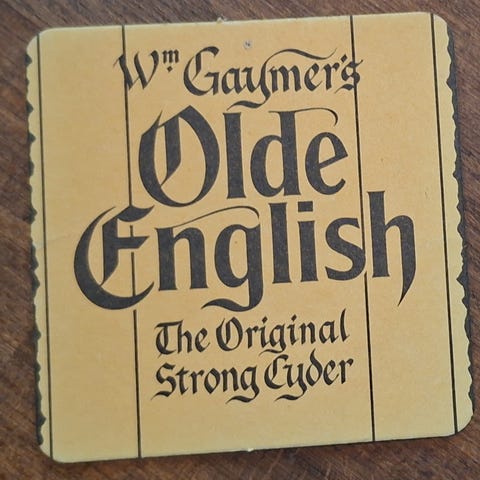 Wm Gaymer's
Olde
English
The Original
Strong Cyder